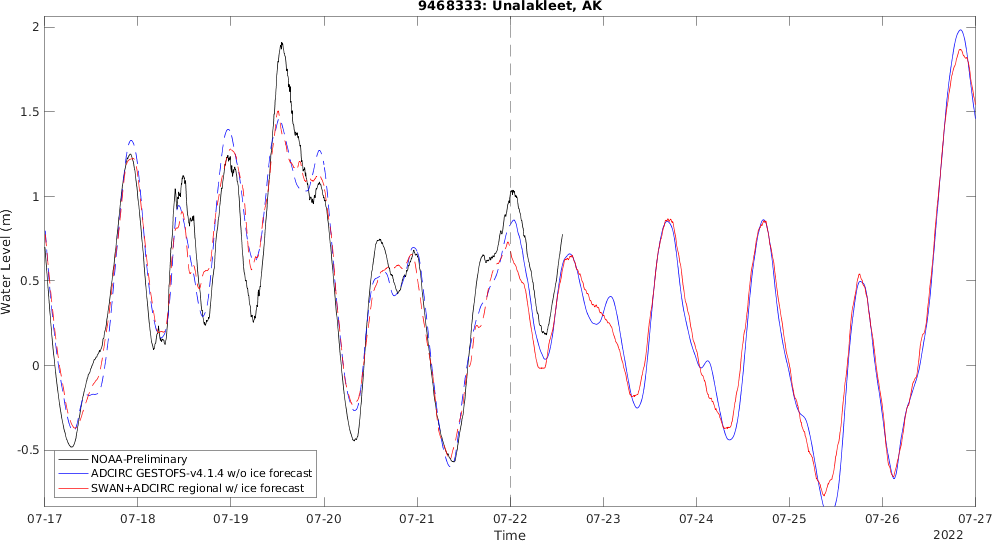 9468333: Unalakleet, AK
Water Level (m)
2
1.5
1
0.5
0
-0.5
NOAA-Preliminary
ADCIRC GESTOFS-v4.1.4 w/o ice forecast
SWAN+ADCIRC regional w/ ice forecast
07-17 07-18 07-19 07-20 07-21 07-22 07-23 07-24 07-25 07-26 07-27
Time
2022